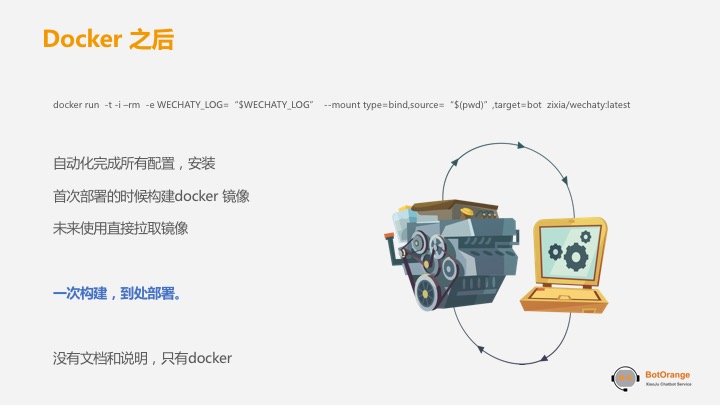 Docker 之后
docker run -t -i –rm -e WECHATY_LOG= “$WECHATY_LOG” --mount type=bind,source= “$(pwd)” ,target=bot zixia/wechaty:latest
自动化完成所有配置，安装
首次部署的时候构建docker 镜像
未来使用直接拉取镜像
一次构建，到处部署。
没有文档和说明，只有docker
BotOrange
Xiaoju Chatbot Service